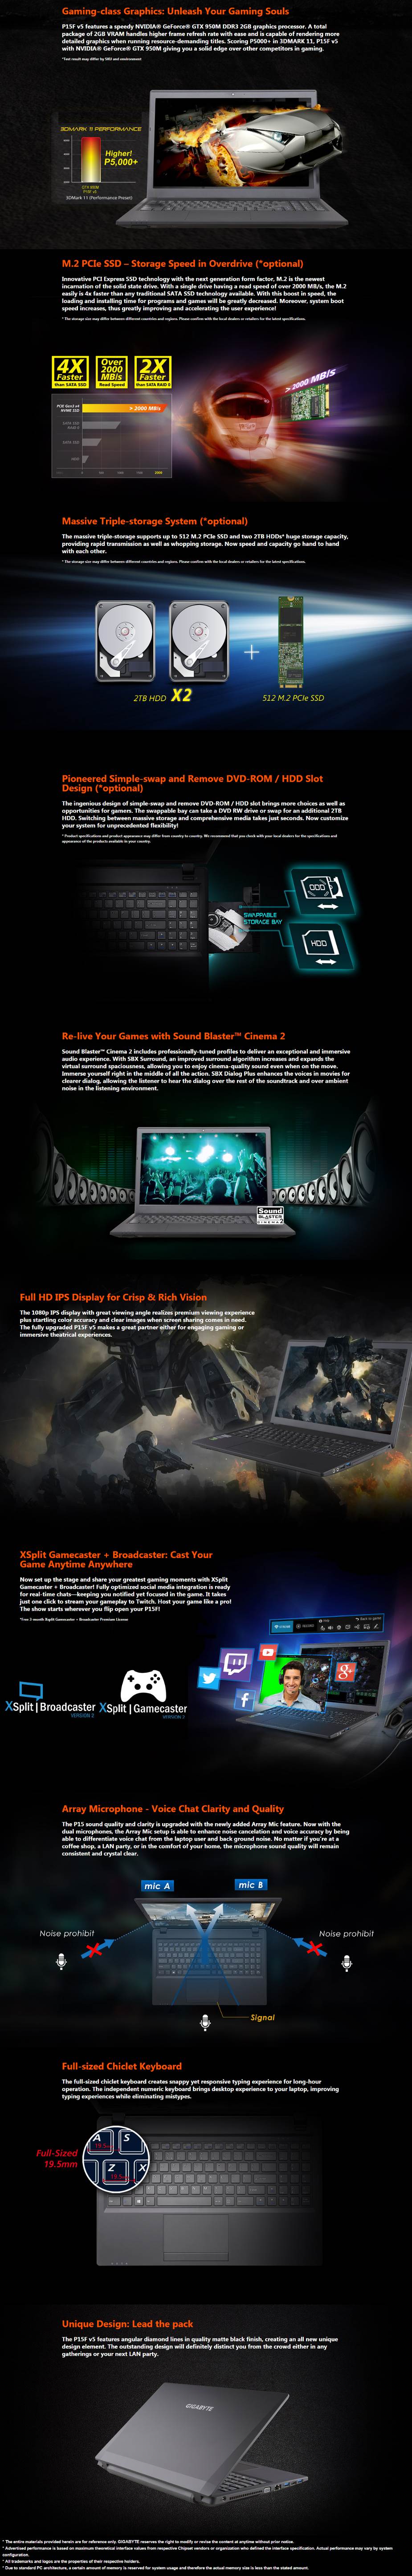 Gaming-class Graphics: Unleash Your Gaming Souls
P15F v5 features a speedy NVIDIA® GeForce® GTX 950M DDR3 2GB graphics processor. A total
package of 2GB VRAM handles higher frame refresh rate with ease and is capable of rendering more
detailed graphics when running resource-demanding titles. Scoring P5000+ in 3DMARK 11, P15F v5
with NVIDIA® GeForce® GTX 950M giving you a solid edge over other competitors in gaming.
*Test result may differ by SKU and environment
3DMARK 11 PERFORMANCE
Higher!
P5,000+
GTX 950M
P15F v5
3DMark 11 (Performance Preset)
M.2 PCIe SSD – Storage Speed in Overdrive (*optional)
Innovative PCI Express SSD technology with the next generation form factor, M.2 is the newest
incarnation of the solid state drive. With a single drive having a read speed of over 2000 MB/s, the M.2
easily is 4x faster than any traditional SATA SSD technology available. With this boost in speed, the
loading and installing time for programs and games will be greatly decreased. Moreover, system boot
speed increases, thus greatly improving and accelerating the user experience!
* The storage size may differ between different countries and regions. Please confirm with the local dealers or retailers for the latest specifications.
4X
Faster
than SATA SSD
Over
2000
MB/s
Read Speed
2X
Faster
than SATA RAID 0
PCIE Gen3 x4
NVME SSD
> 2000 MB/s
SATA SSD
RAID 0
SATA SSD
HDD
> 2000 MB/s
Massive Triple-storage System (*optional)
The massive triple-storage supports up to 512 M.2 PCIe SSD and two 2TB HDDs* huge storage capacity,
providing rapid transmission as well as whopping storage. Now speed and capacity go hand to hand
with each other.
* The storage size may differ between different countries and regions. Please confirm with the local dealers or retailers for the latest specifications.
+
2TB HDD X2
512 M.2 PCIe SSD
Pioneered Simple-swap and Remove DVD-ROM / HDD Slot
Design (*optional)
The ingenious design of simple-swap and remove DVD-ROM / HDD slot brings more choices as well as
opportunities for gamers. The swappable bay can take a DVD RW drive or swap for an additional 2TB
HDD. Switching between massive storage and comprehensive media takes just seconds. Now customize
your system for unprecedented flexibility!
* Product specifications and product appearance may differ from country to country. We recommend that you check with your local dealers for the specifications and
appearance of the products available in your country.
ODD
SWAPPABLE
STORAGE BAY
HDD
Re-live Your Games with Sound Blaster™ Cinema 2
Sound Blaster™ Cinema 2 includes professionally-tuned profiles to deliver an exceptional and immersive
audio experience. With SBX Surround, an improved surround algorithm increases and expands the
virtual surround spaciousness, allowing you to enjoy cinema-quality sound even when on the move.
Immerse yourself right in the middle of all the action. SBX Dialog Plus enhances the voices in movies for
clearer dialog, allowing the listener to hear the dialog over the rest of the soundtrack and over ambient
noise in the listening environment.
Sound
BLASTER
CINEMA2
Full HD IPS Display for Crisp & Rich Vision
The 1080p IPS display with great viewing angle realizes premium viewing experience
plus startling color accuracy and clear images when screen sharing comes in need.
The fully upgraded P15F v5 makes a great partner either for engaging gaming or
immersive theatrical experiences.
XSplit Gamecaster + Broadcaster: Cast Your
Game Anytime Anywhere
Now set up the stage and share your greatest gaming moments with XSplit
Gamecaster + Broadcaster! Fully optimized social media integration is ready
for real-time chats—keeping you notified yet focused in the game. It takes
just one click to stream your gameplay to Twitch. Host your game like a pro!
The show starts wherever you flip open your P15F!
*Free 3-month XSplit Gamecaster + Broadcaster Premium License
XSplit | Broadcaster
VERSION 2
XSplit | Gamecaster
VERSION 2
Array Microphone - Voice Chat Clarity and Quality
The P15 sound quality and clarity is upgraded with the newly added Array Mic feature. Now with the
dual microphones, the Array Mic setup is able to enhance noise cancelation and voice accuracy by being
able to differentiate voice chat from the laptop user and back ground noise. No matter if you're at a
coffee shop, a LAN party, or in the comfort of your home, the microphone sound quality will remain
consistent and crystal clear.
mic A
mic B
Noise prohibit
Noise prohibit
Signal
Full-sized Chiclet Keyboard
The full-sized chiclet keyboard creates snappy yet responsive typing experience for long-hour
operation. The independent numeric keyboard brings desktop experience to your laptop, improving
typing experiences while eliminating mistypes.
Full-Sized
19.5mm
A
S
19.5
Z
X
19.5
Unique Design: Lead the pack
The P15F v5 features angular diamond lines in quality matte black finish, creating an all new unique
design element. The outstanding design will definitely distinct you from the crowd either in any
gatherings or your next LAN party.
GIGABYTE
* The entire materials provided herein are for reference only. GIGABYTE reserves the right to modify or revise the content at anytime without prior notice.
* Advertised performance is based on maximum theoretical interface values from respective Chipset vendors or organization who defined the interface specification. Actual performance may vary by system
configuration.
* All trademarks and logos are the properties of their respective holders.
* Due to standard PC architecture, a certain amount of memory is reserved for system usage and therefore the actual memory size is less than the stated amount.